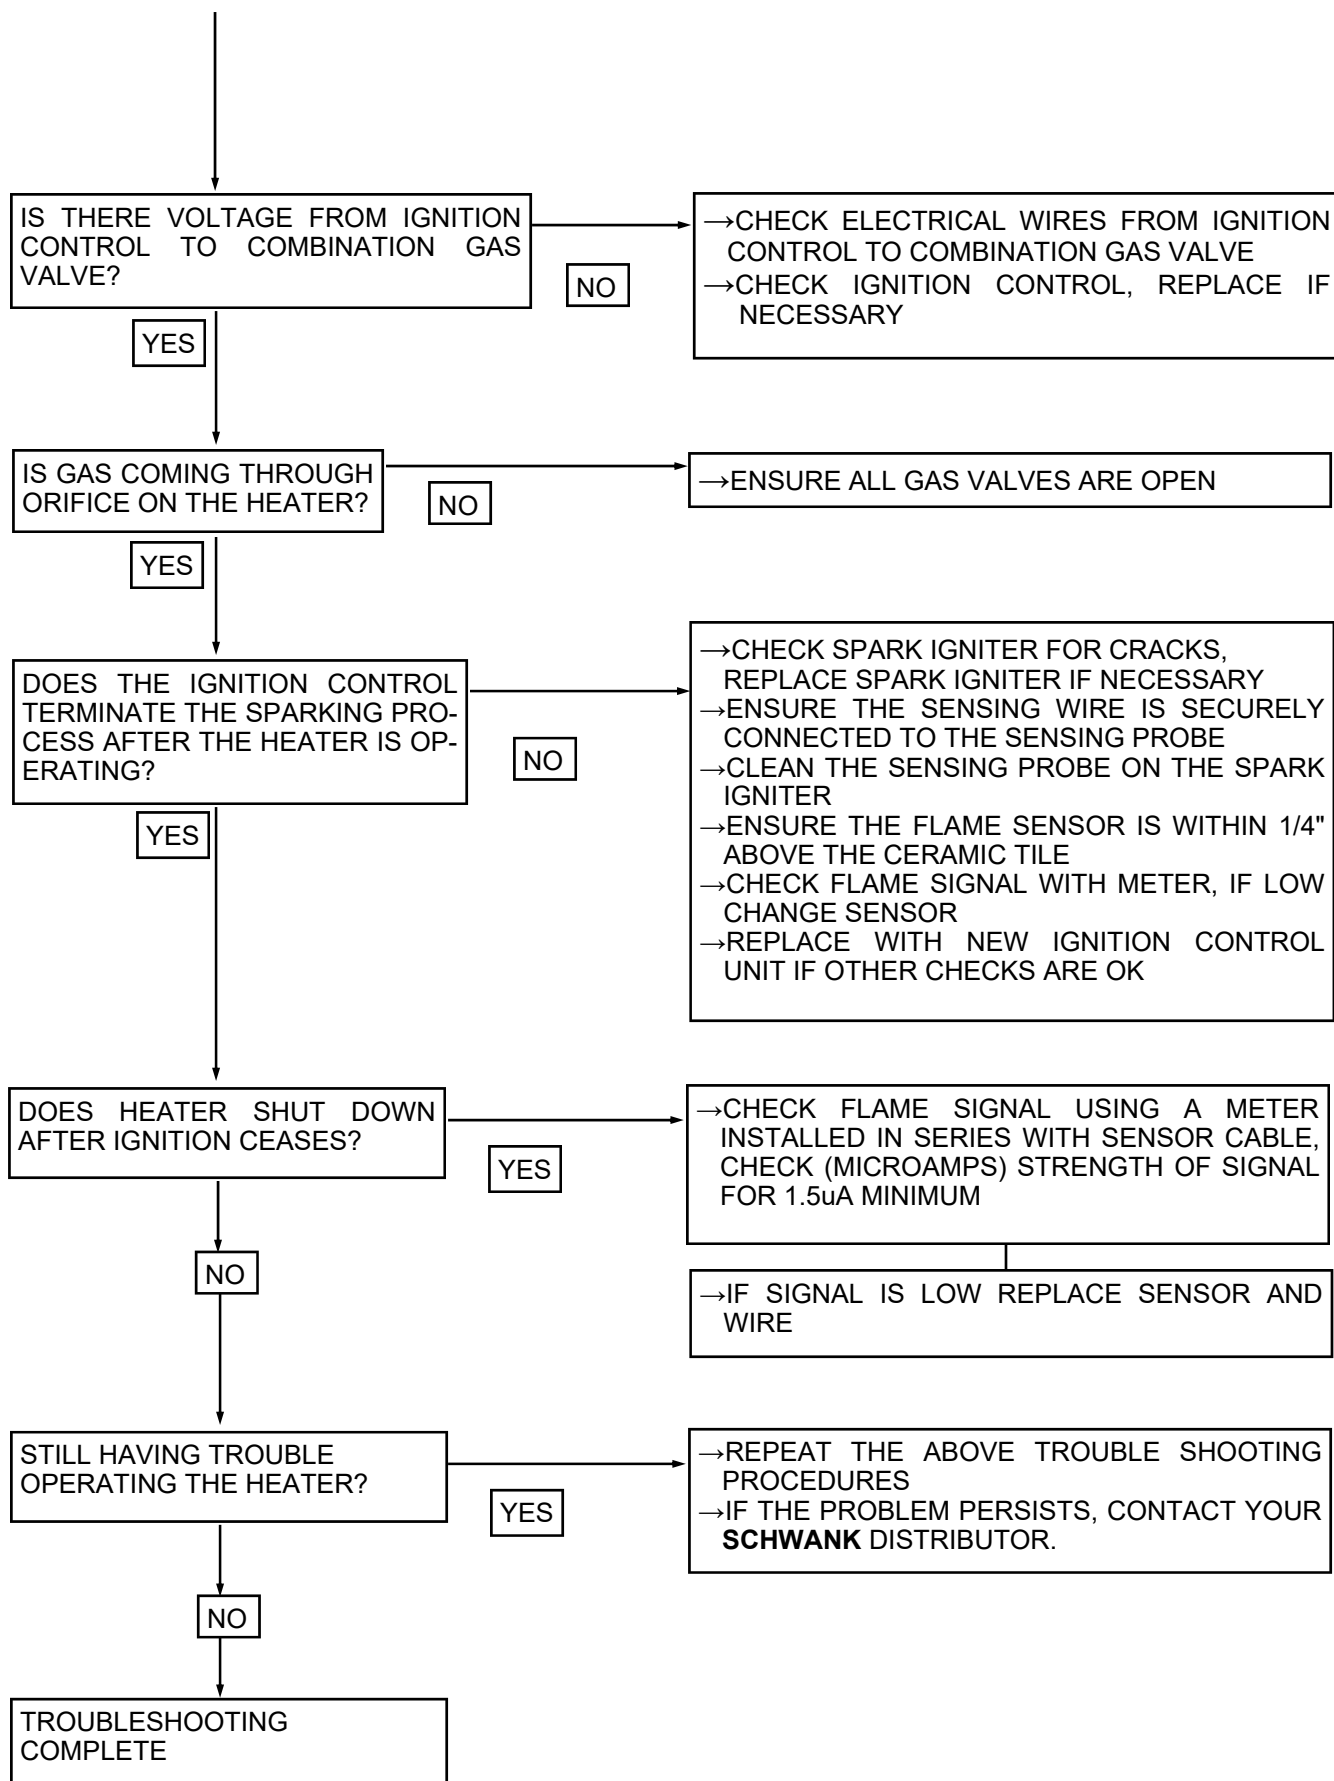 IS THERE VOLTAGE FROM IGNITION
CONTROL TO COMBINATION GAS
VALVE?
NO
→CHECK ELECTRICAL WIRES FROM IGNITION
CONTROL TO COMBINATION GAS VALVE
→CHECK IGNITION CONTROL, REPLACE IF
NECESSARY
YES
IS GAS COMING THROUGH
ORIFICE ON THE HEATER?
NO
→ENSURE ALL GAS VALVES ARE OPEN
YES
DOES THE IGNITION CONTROL
TERMINATE THE SPARKING PRO-
CESS AFTER THE HEATER IS OP-
ERATING?
NO
→CHECK SPARK IGNITER FOR CRACKS,
REPLACE SPARK IGNITER IF NECESSARY
→ENSURE THE SENSING WIRE IS SECURELY
CONNECTED TO THE SENSING PROBE
→CLEAN THE SENSING PROBE ON THE SPARK
IGNITER
→ENSURE THE FLAME SENSOR IS WITHIN 1/4"
ABOVE THE CERAMIC TILE
→CHECK FLAME SIGNAL WITH METER, IF LOW
CHANGE SENSOR
→REPLACE WITH NEW IGNITION CONTROL
UNIT IF OTHER CHECKS ARE OK
YES
DOES HEATER SHUT DOWN
AFTER IGNITION CEASES?
YES
→CHECK FLAME SIGNAL USING A METER
INSTALLED IN SERIES WITH SENSOR CABLE,
CHECK (MICROAMPS) STRENGTH OF SIGNAL
FOR 1.5uA MINIMUM
→IF SIGNAL IS LOW REPLACE SENSOR AND
WIRE
NO
STILL HAVING TROUBLE
OPERATING THE HEATER?
YES
→REPEAT THE ABOVE TROUBLE SHOOTING
PROCEDURES
→IF THE PROBLEM PERSISTS, CONTACT YOUR
SCHWANK DISTRIBUTOR.
NO
TROUBLESHOOTING
COMPLETE